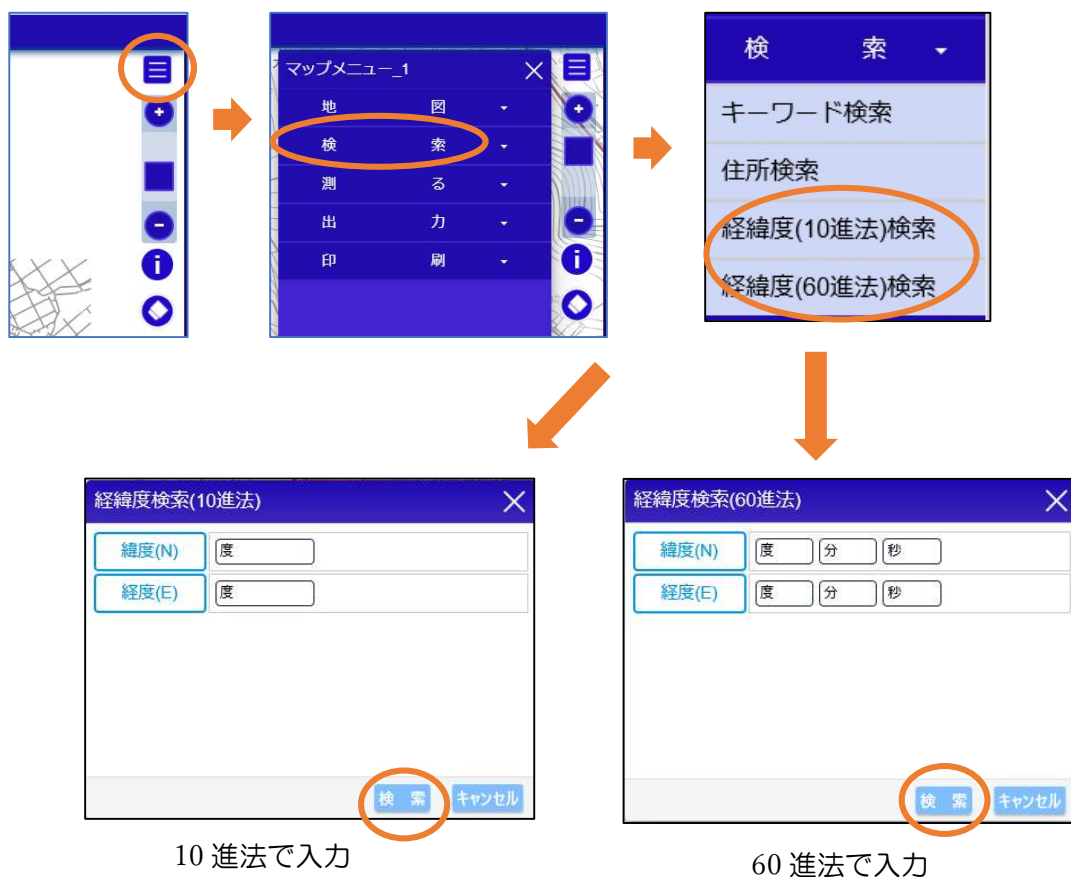 マップメニュー_1
地 図
検 索
測 る
出 力
印 刷
検 索
キーワード検索
住所検索
経緯度(10進法)検索
経緯度(60進法)検索
経緯度検索(10進法)
緯度(N) 度
経度(E) 度
検 索 キャンセル
10 進法で入力
経緯度検索(60進法)
緯度(N) 度 分 秒
経度(E) 度 分 秒
検 索 キャンセル
60 進法で入力